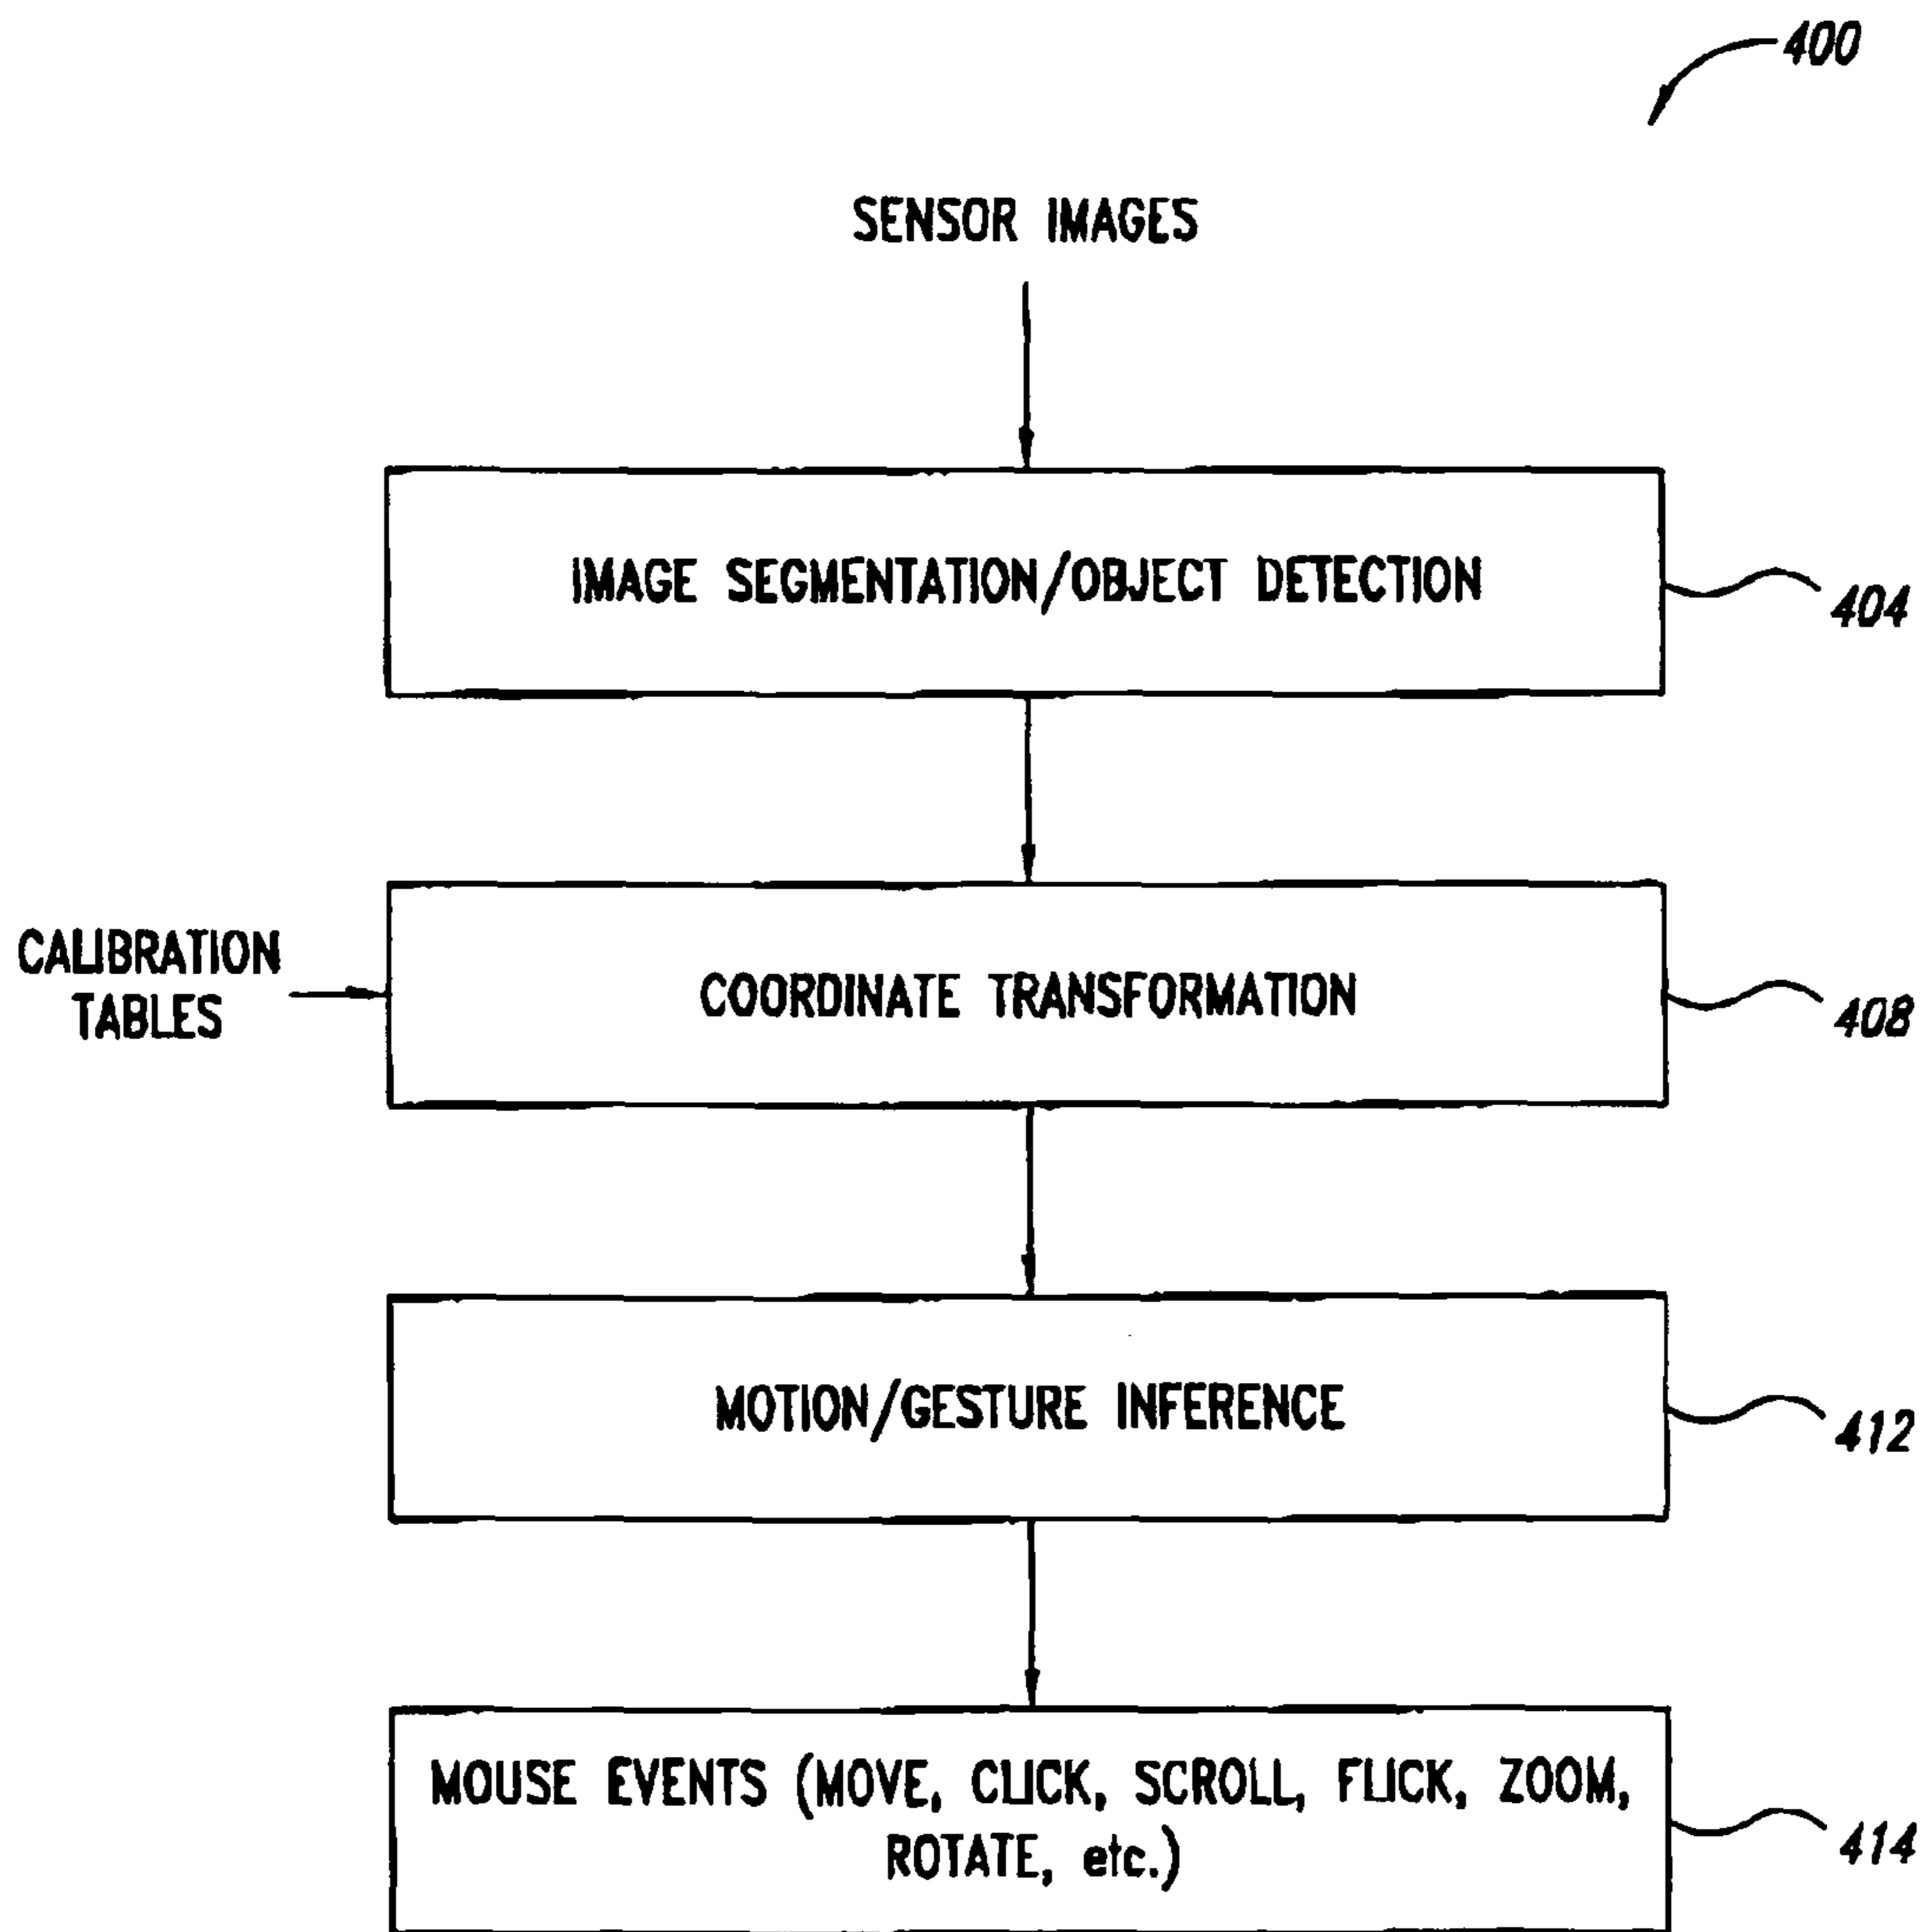 400
SENSOR IMAGES
IMAGE SEGMENTATION/OBJECT DETECTION
404
CALIBRATION
TABLES
COORDINATE TRANSFORMATION
408
MOTION/GESTURE INFERENCE
412
MOUSE EVENTS (MOVE, CLICK, SCROLL, FLICK, ZOOM,
ROTATE, etc.)
414